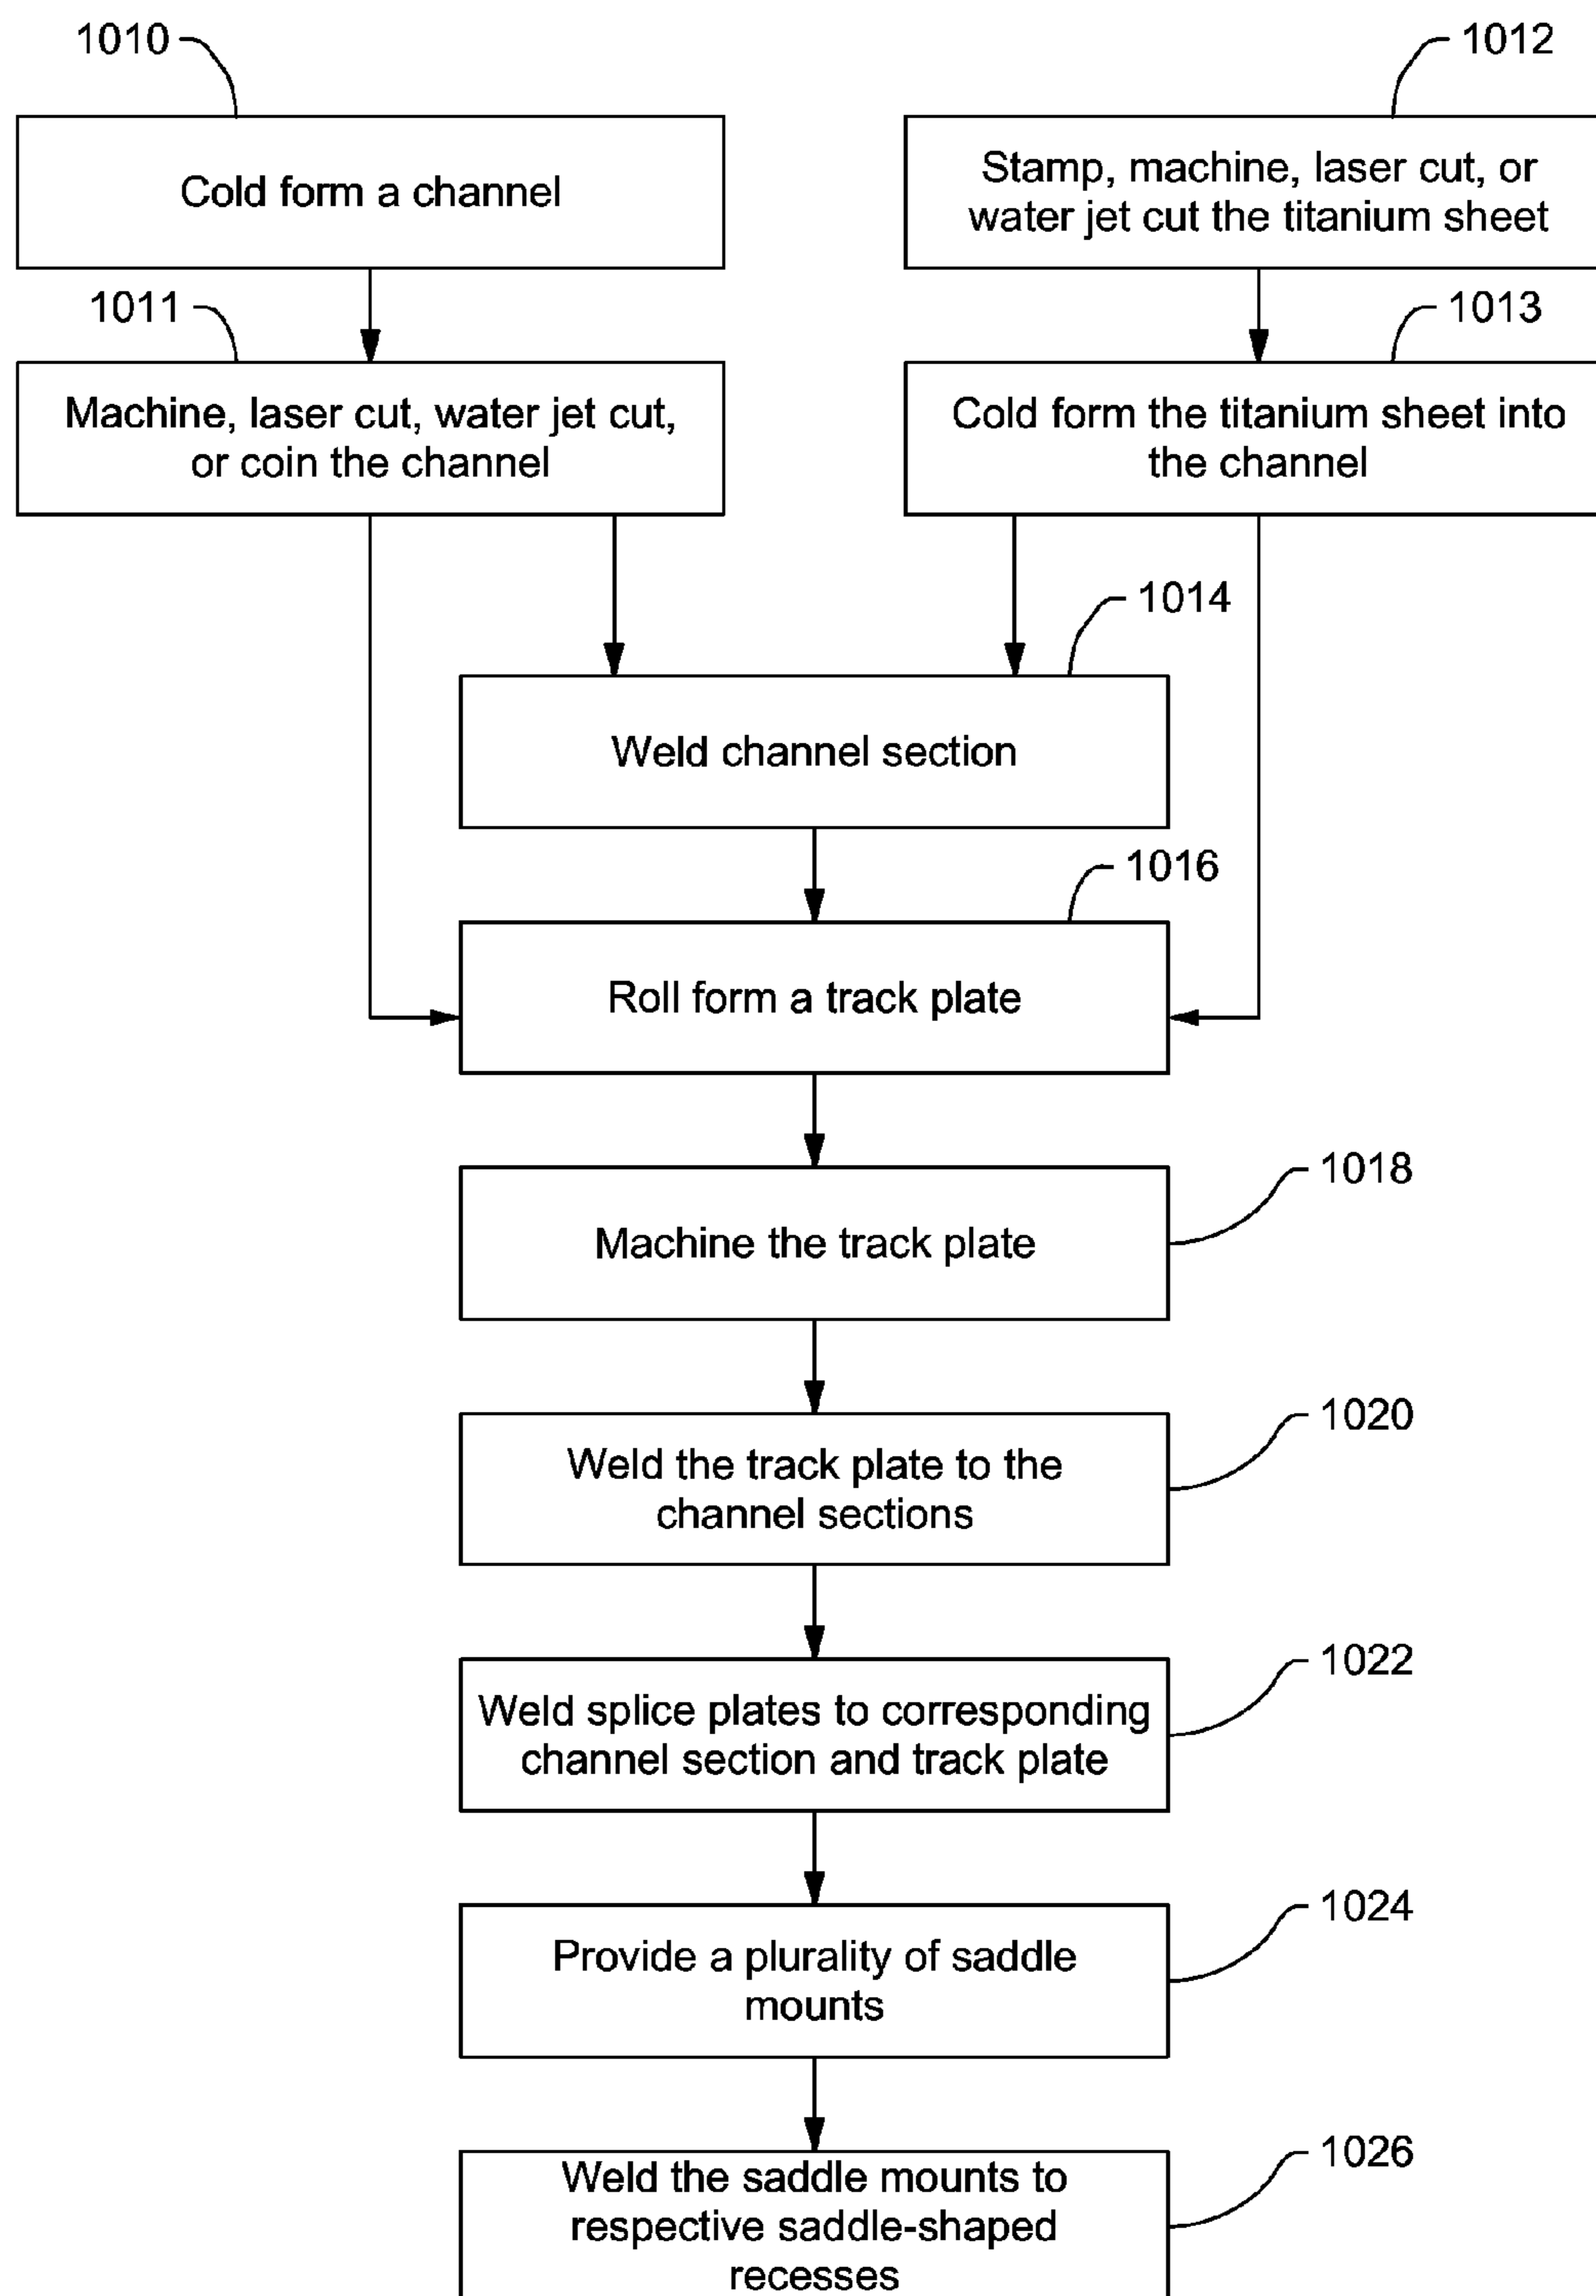 1010
1012
Cold form a channel
Stamp, machine, laser cut, or
water jet cut the titanium sheet
1011
1013
Machine, laser cut, water jet cut,
or coin the channel
Cold form the titanium sheet into
the channel
1014
Weld channel section
1016
Roll form a track plate
1018
Machine the track plate
1020
Weld the track plate to the
channel sections
1022
Weld splice plates to corresponding
channel section and track plate
1024
Provide a plurality of saddle
mounts
1026
Weld the saddle mounts to
respective saddle-shaped
recesses